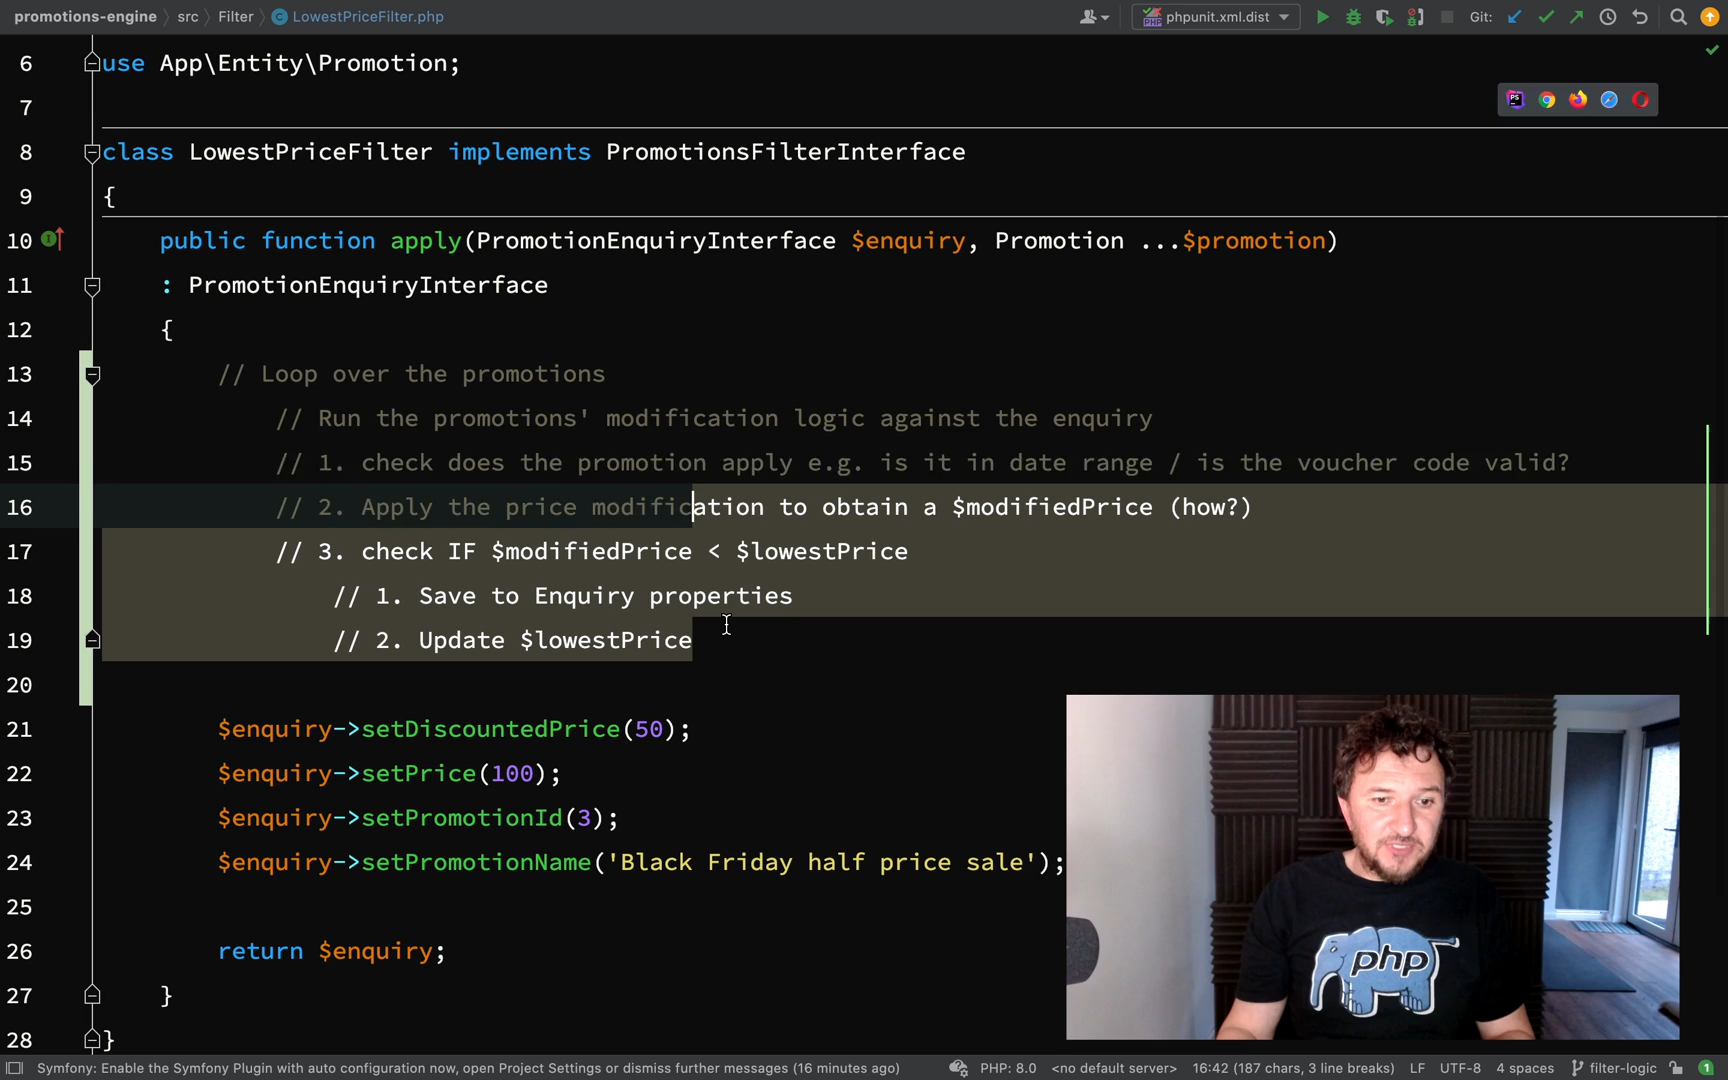 promotions-engine src Filter LowestPriceFilter.php phpunit.xml.dist Git:
6 use App\Entity\Promotion;
7
8 class LowestPriceFilter implements PromotionsFilterInterface
9 {
10 public function apply(PromotionEnquiryInterface $enquiry, Promotion ...$promotion)
11 : PromotionEnquiryInterface
12 {
13 // Loop over the promotions
14 // Run the promotions' modification logic against the enquiry
15 // 1. check does the promotion apply e.g. is it in date range / is the voucher code valid?
16 // 2. Apply the price modification to obtain a $modifiedPrice (how?)
17 // 3. check IF $modifiedPrice < $lowestPrice
18 // 1. Save to Enquiry properties
19 // 2. Update $lowestPrice
20
21 $enquiry->setDiscountedPrice(50);
22 $enquiry->setPrice(100);
23 $enquiry->setPromotionId(3);
24 $enquiry->setPromotionName('Black Friday half price sale');
25
26 return $enquiry;
27 }
28 }
php
Symfony: Enable the Symfony Plugin with auto configuration now, open Project Settings or dismiss further messages (16 minutes ago) PHP: 8.0 <no default server> 16:42 (187 chars, 3 line breaks) LF UTF-8 4 spaces filter-logic 1